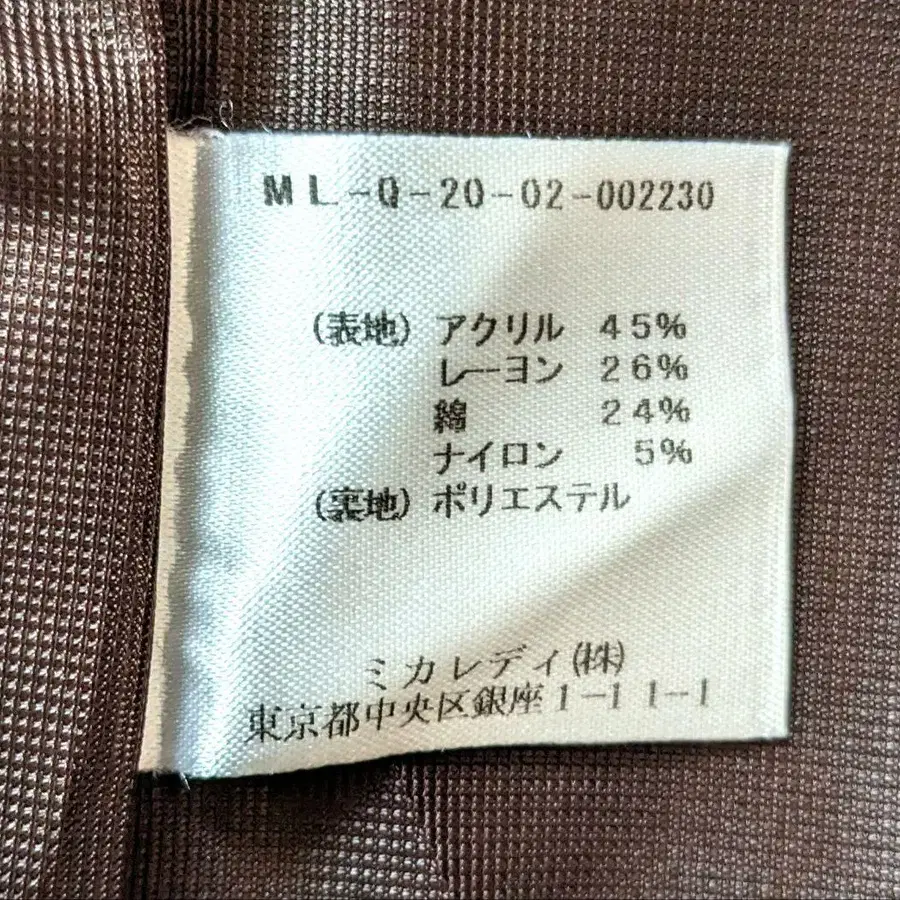 ML-Q-20-02-002230
(表地) アクリル 45%
レーヨン 26%
綿 24%
ナイロン 5%
(裏地) ポリエステル
ミカレディ(株)
東京都中央区銀座1-11-1